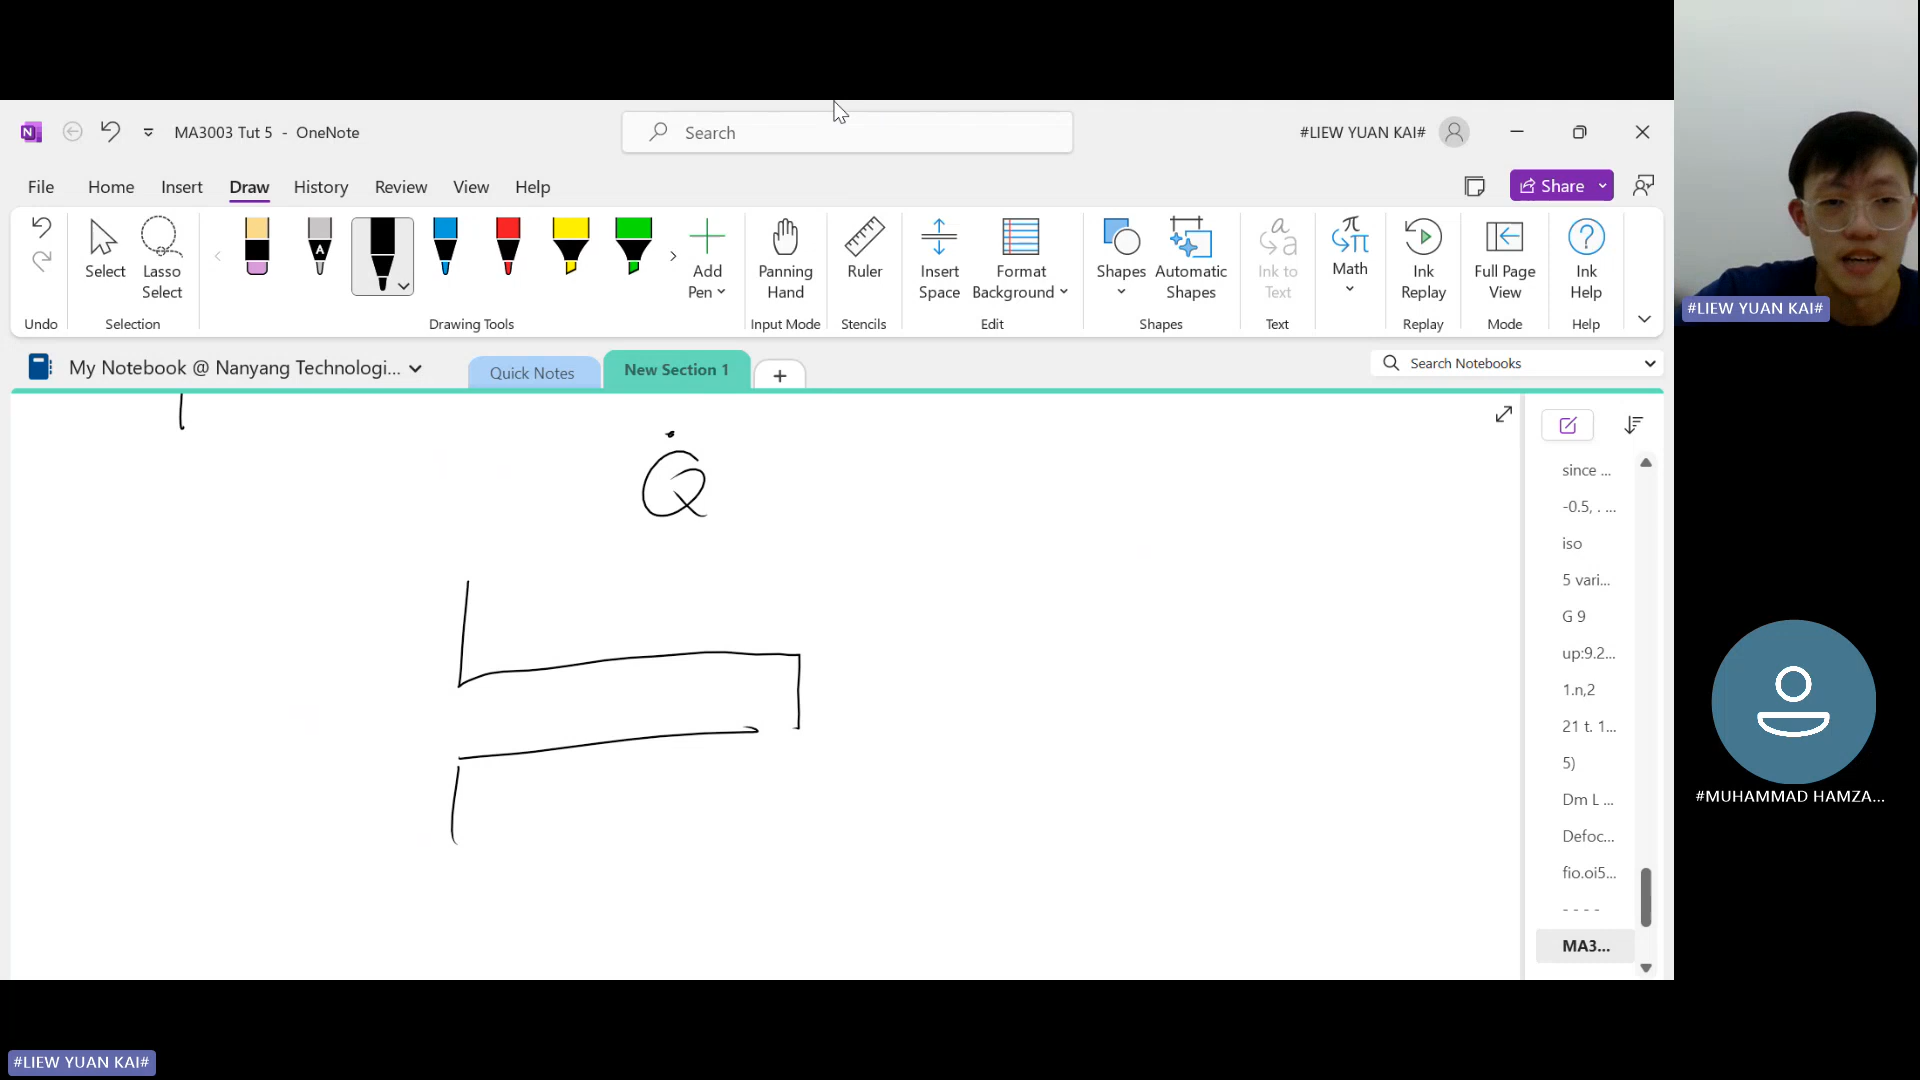 MA3003 Tut 5 - OneNote
Search
#LIEW YUAN KAI#
File Home Insert Draw History Review View Help
Share
Select
Lasso Select
A
Add Pen
Panning Hand
Ruler
Insert Space
Format Background
Shapes
Automatic Shapes
a
a
Ink to Text
π
Math
Ink Replay
Full Page View
Ink Help
Undo
Selection
Drawing Tools
Input Mode
Stencils
Edit
Shapes
Text
Replay
Mode
Help
My Notebook @ Nanyang Technologi...
Quick Notes
New Section 1
Search Notebooks
Q̇
since ...
-0.5, . ...
iso
5 vari...
G 9
up:9.2...
1.n,2
21 t. 1...
5)
Dm L ...
Defoc...
fio.oi5...
- - - -
MA3...
#LIEW YUAN KAI#
#MUHAMMAD HAMZA...
#LIEW YUAN KAI#